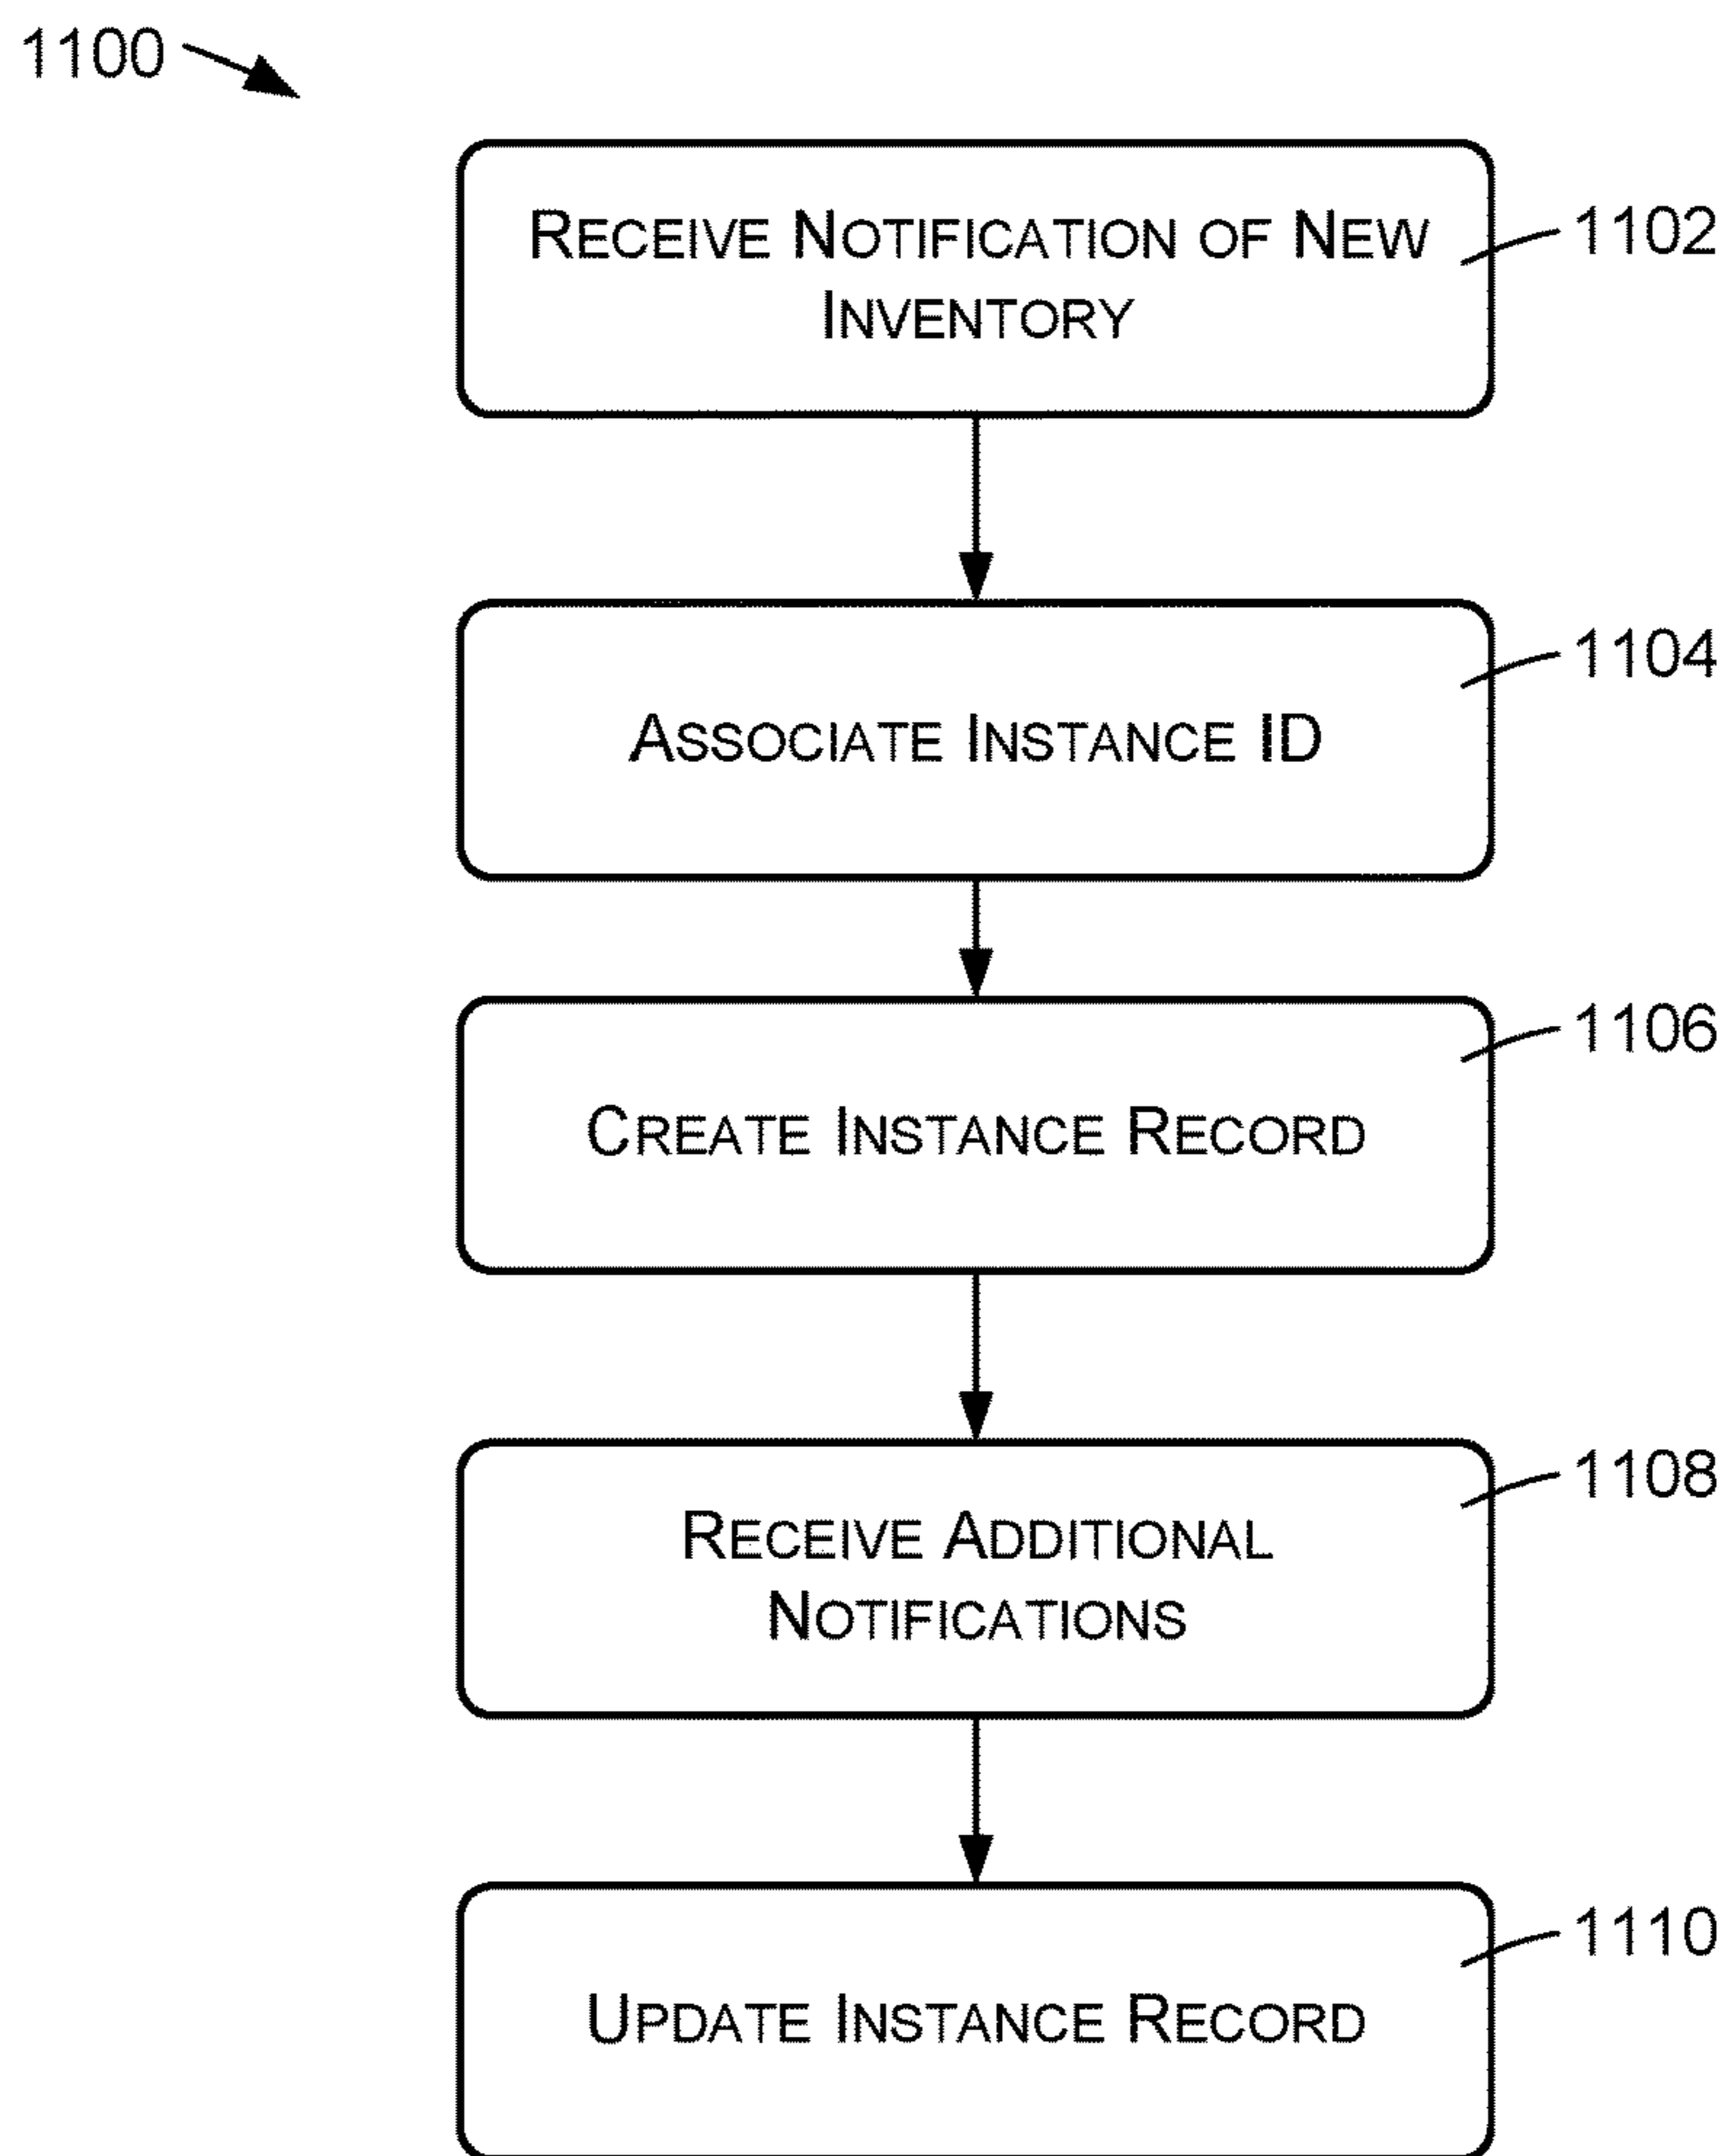 1100
RECEIVE NOTIFICATION OF NEW
INVENTORY
1102
ASSOCIATE INSTANCE ID
1104
CREATE INSTANCE RECORD
1106
RECEIVE ADDITIONAL
NOTIFICATIONS
1108
UPDATE INSTANCE RECORD
1110